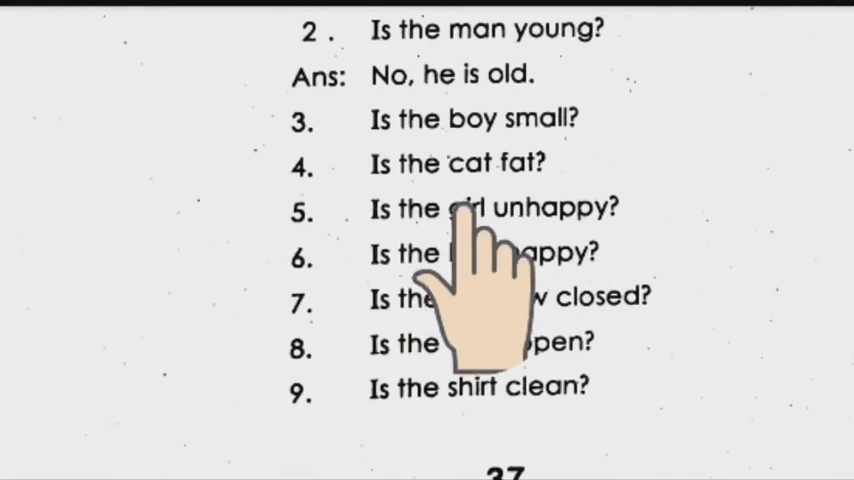 2. Is the man young?
Ans: No, he is old.
3. Is the boy small?
4. Is the cat fat?
5. Is the girl unhappy?
6. Is the happy?
7. Is the closed?
8. Is the open?
9. Is the shirt clean?
37